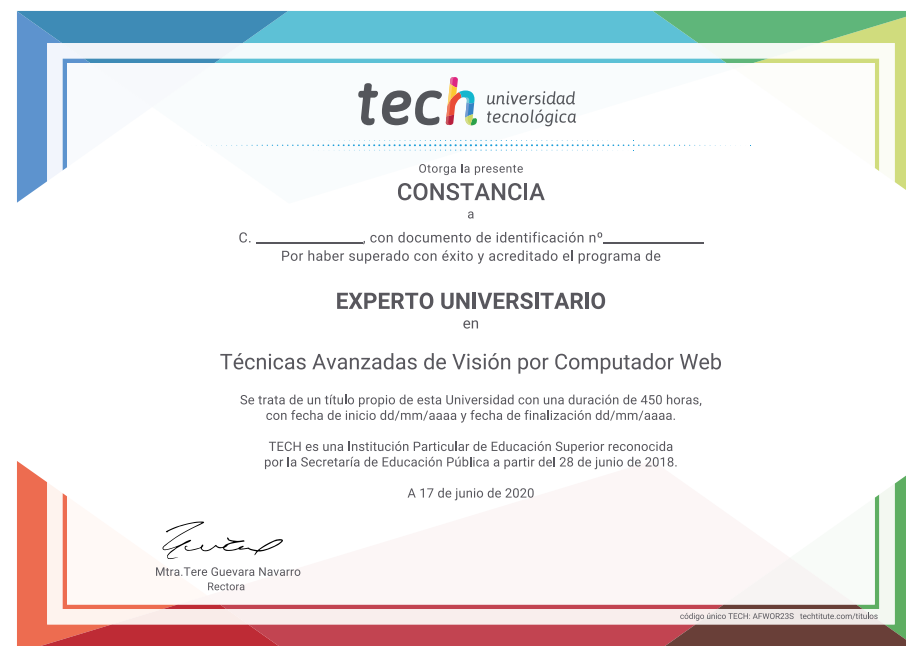 tech universidad
tecnológica
Otorga la presente
CONSTANCIA
a
C. ______________, con documento de identificación nº_____________
Por haber superado con éxito y acreditado el programa de
EXPERTO UNIVERSITARIO
en
Técnicas Avanzadas de Visión por Computador Web
Se trata de un título propio de esta Universidad con una duración de 450 horas,
con fecha de inicio dd/mm/aaaa y fecha de finalización dd/mm/aaaa.
TECH es una Institución Particular de Educación Superior reconocida
por la Secretaría de Educación Pública a partir del 28 de junio de 2018.
A 17 de junio de 2020
Mtra.Tere Guevara Navarro
Rectora
código único TECH: AFWOR23S techtitute.com/titulos